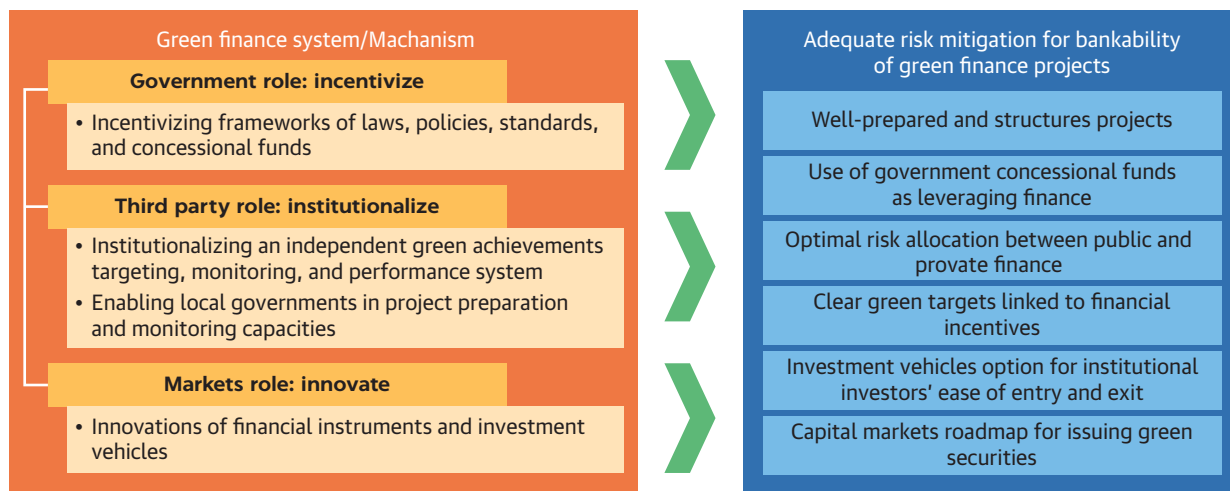 Green finance system/Machanism
Government role: incentivize
• Incentivizing frameworks of laws, policies, standards,
and concessional funds
Third party role: institutionalize
• Institutionalizing an independent green achievements
targeting, monitoring, and performance system
• Enabling local governments in project preparation
and monitoring capacities
Markets role: innovate
• Innovations of financial instruments and investment
vehicles
Adequate risk mitigation for bankability
of green finance projects
Well-prepared and structures projects
Use of government concessional funds
as leveraging finance
Optimal risk allocation between public and
provate finance
Clear green targets linked to financial
incentives
Investment vehicles option for institutional
investors' ease of entry and exit
Capital markets roadmap for issuing green
securities